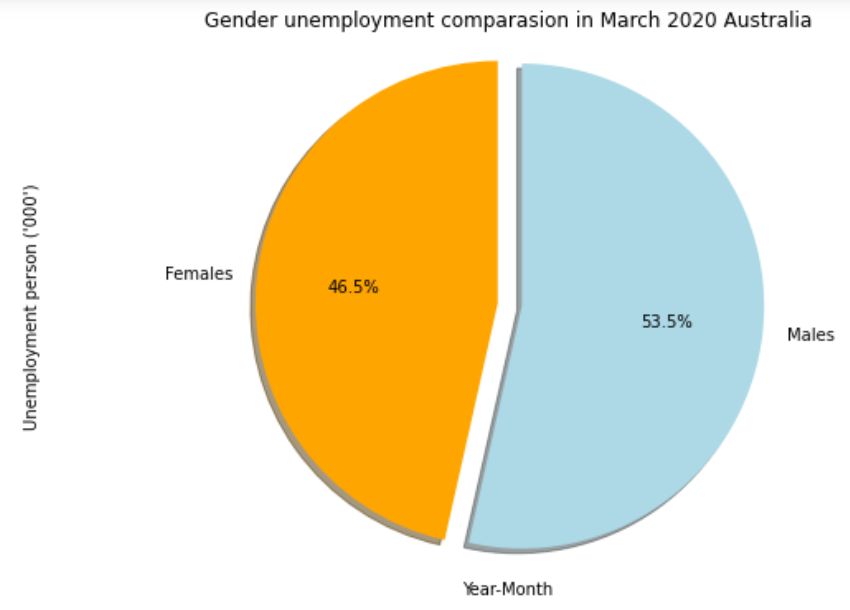 Gender unemployment comparasion in March 2020 Australia
Unemployment person ('000')
Females
46.5%
53.5%
Males
Year-Month